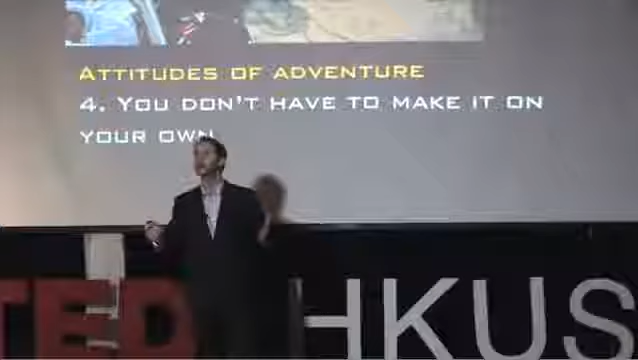 ATTITUDES OF ADVENTURE
4. YOU DON'T HAVE TO MAKE IT ON
YOUR OWN
TED HKUS